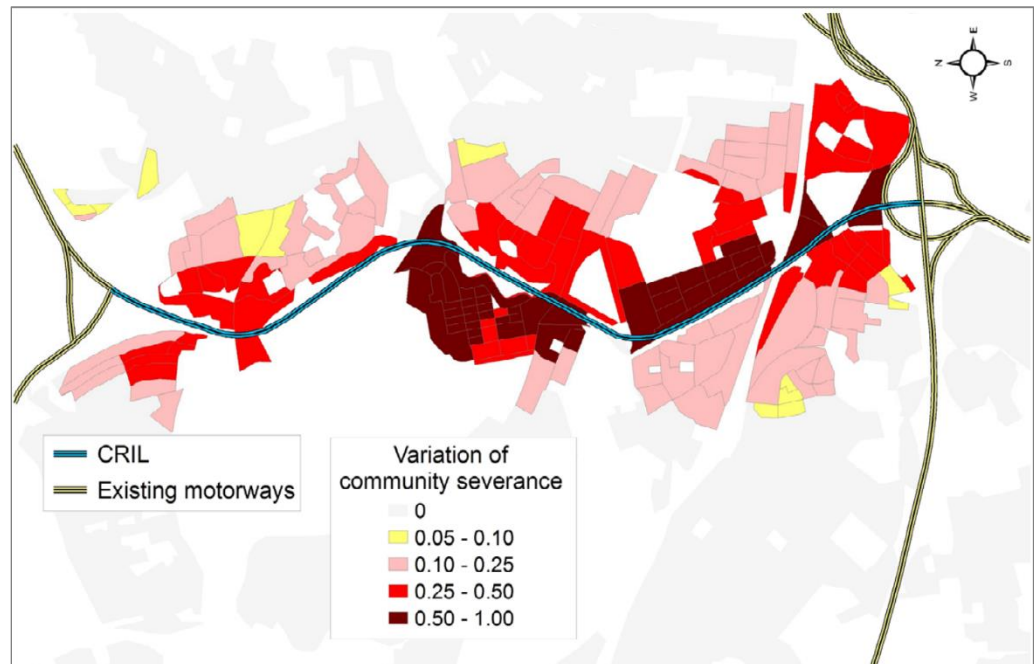 E
N
S
W
CRIL
Existing motorways
Variation of
community severance
0
0.05 - 0.10
0.10 - 0.25
0.25 - 0.50
0.50 - 1.00